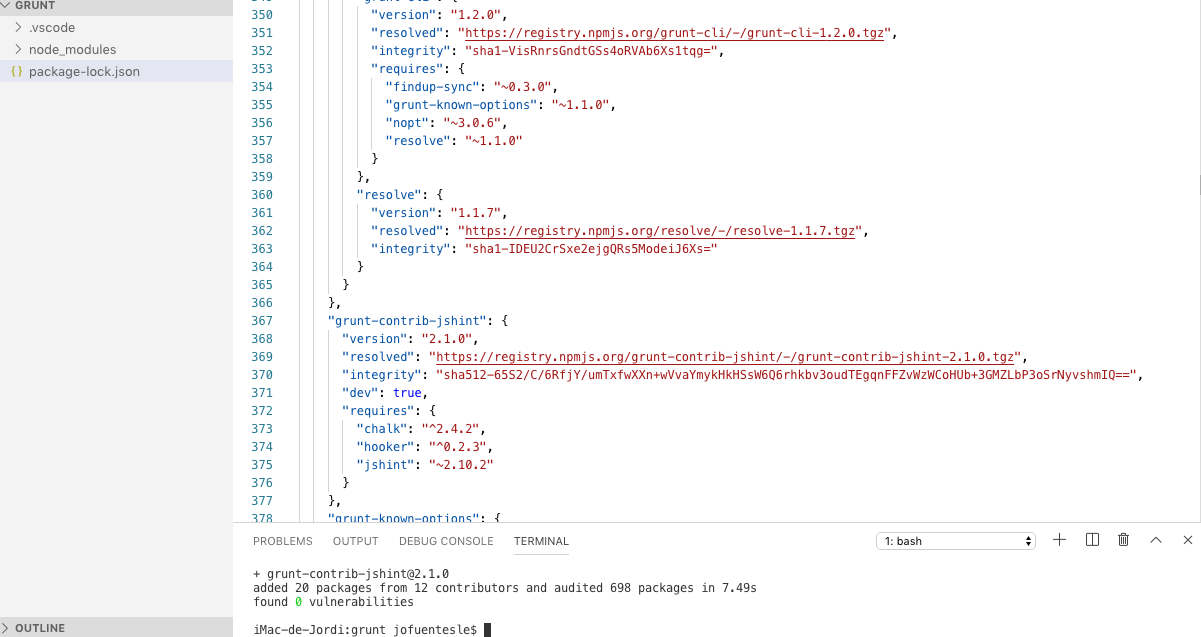 GRUNT
.vscode
node_modules
{} package-lock.json
OUTLINE
350 "version": "1.2.0",
351 "resolved": "https://registry.npmjs.org/grunt-cli/-/grunt-cli-1.2.0.tgz",
352 "integrity": "sha1-VisRnrsGndtGSs4oRVAb6Xs1tqg=",
353 "requires": {
354 "findup-sync": "~0.3.0",
355 "grunt-known-options": "~1.1.0",
356 "nopt": "~3.0.6",
357 "resolve": "~1.1.0"
358 }
359 },
360 "resolve": {
361 "version": "1.1.7",
362 "resolved": "https://registry.npmjs.org/resolve/-/resolve-1.1.7.tgz",
363 "integrity": "sha1-IDEU2CrSxe2ejgQRs5ModeiJ6Xs="
364 }
365 }
366 },
367 "grunt-contrib-jshint": {
368 "version": "2.1.0",
369 "resolved": "https://registry.npmjs.org/grunt-contrib-jshint/-/grunt-contrib-jshint-2.1.0.tgz",
370 "integrity": "sha512-65S2/C/6RfjY/umTxfwXXn+wVvaYmykHkHSsW6Q6rhkbv3oudTEgqnFFZvWzWCoHUb+3GMZLbP3oSrNyvshmIQ==",
371 "dev": true,
372 "requires": {
373 "chalk": "^2.4.2",
374 "hooker": "^0.2.3",
375 "jshint": "~2.10.2"
376 }
377 },
378 "grunt-known-options": {
PROBLEMS OUTPUT DEBUG CONSOLE TERMINAL 1: bash
+ grunt-contrib-jshint@2.1.0
added 20 packages from 12 contributors and audited 698 packages in 7.49s
found 0 vulnerabilities
iMac-de-Jordi:grunt jofuentesle$